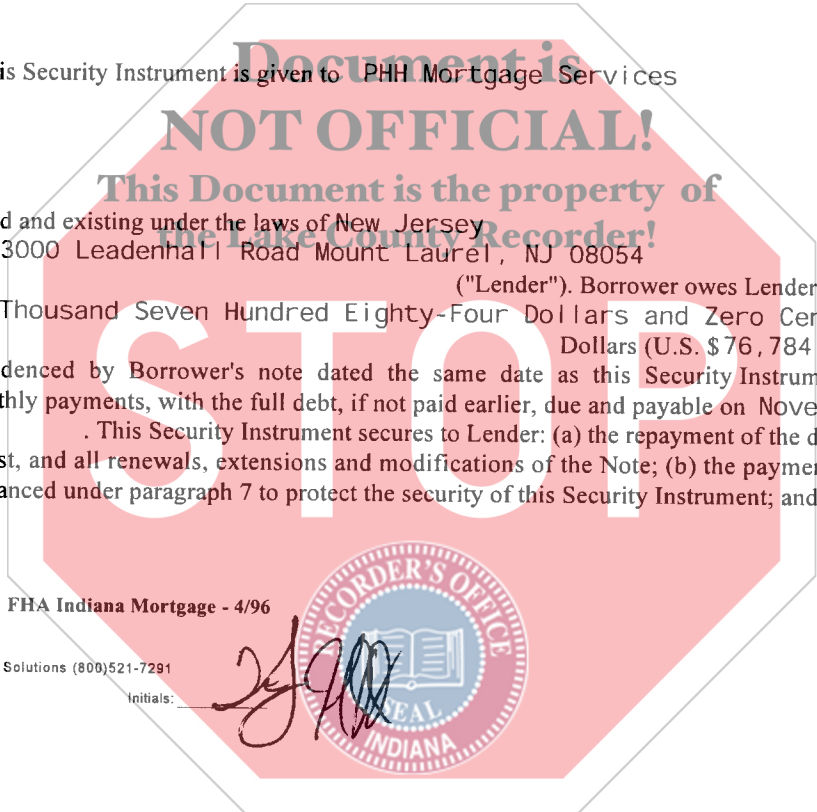 Document is
is Security Instrument is given to PHH Mortgage Services
NOT OFFICIAL!
This Document is the property of
d and existing under the laws of New Jersey
the Lake County Recorder!
3000 Leadenhall Road Mount Laurel, NJ 08054
("Lender"). Borrower owes Lender
Thousand Seven Hundred Eighty-Four Dollars and Zero Cer
Dollars (U.S. $76,784
STOP
denced by Borrower's note dated the same date as this Security Instrum
thly payments, with the full debt, if not paid earlier, due and payable on Nove
. This Security Instrument secures to Lender: (a) the repayment of the d
st, and all renewals, extensions and modifications of the Note; (b) the paymer
anced under paragraph 7 to protect the security of this Security Instrument; and
RECORDER'S OFFICE
FHA Indiana Mortgage - 4/96
Solutions (800)521-7291
Initials:
SEAL
INDIANA